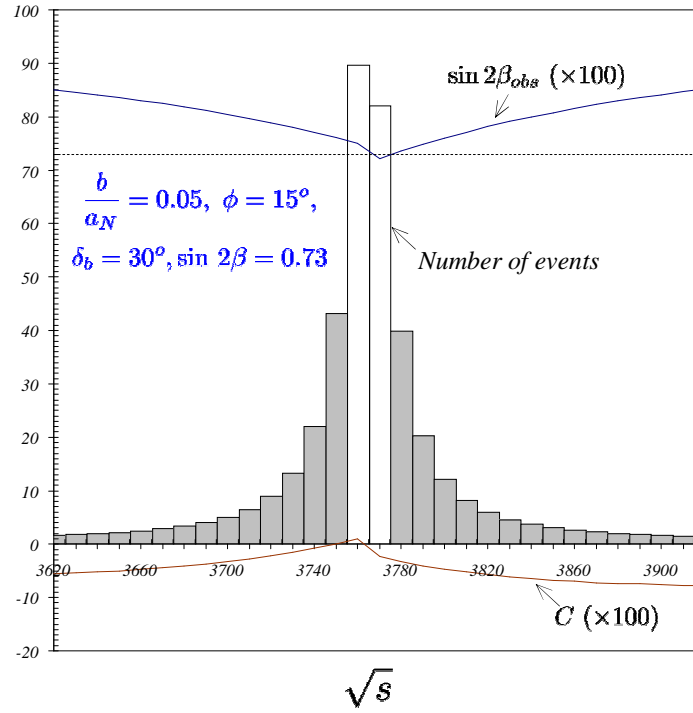 100
90
80
70
60
50
40
30
20
10
0
-10
-20
sin 2β_obs (×100)
b/a_N = 0.05, ϕ = 15°,
δ_b = 30°, sin 2β = 0.73
Number of events
3620 3660 3700 3740 3780 3820 3860 3900
C (×100)
√s